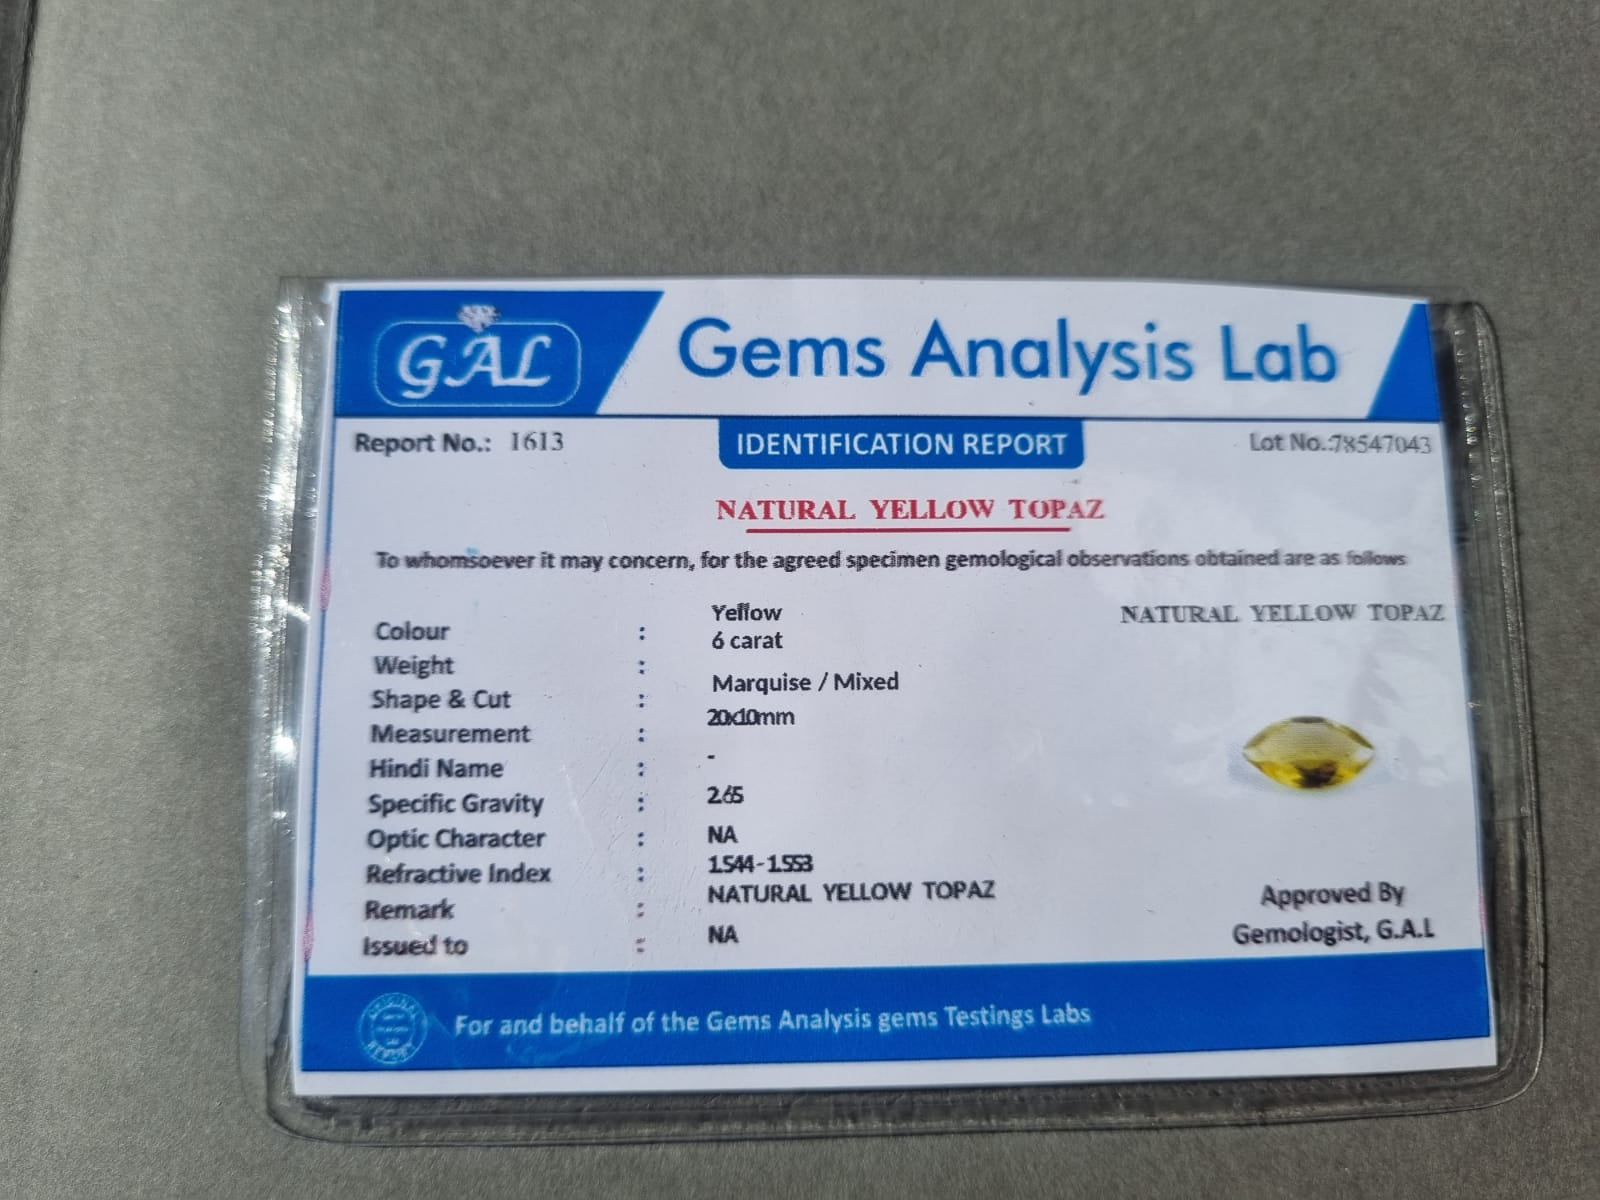 GAL
Gems Analysis Lab
Report No.: 1613
IDENTIFICATION REPORT
Lot No.:78547043
NATURAL YELLOW TOPAZ
To whomsoever it may concern, for the agreed specimen gemological observations obtained are as follows
NATURAL YELLOW TOPAZ
Colour : Yellow
Weight : 6 carat
Shape & Cut : Marquise / Mixed
Measurement : 20x10mm
Hindi Name : -
Specific Gravity : 2.65
Optic Character : NA
Refractive Index : 1.544-1.553
Remark : NATURAL YELLOW TOPAZ
Issued to : NA
Approved By
Gemologist, G.A.L
For and behalf of the Gems Analysis gems Testings Labs